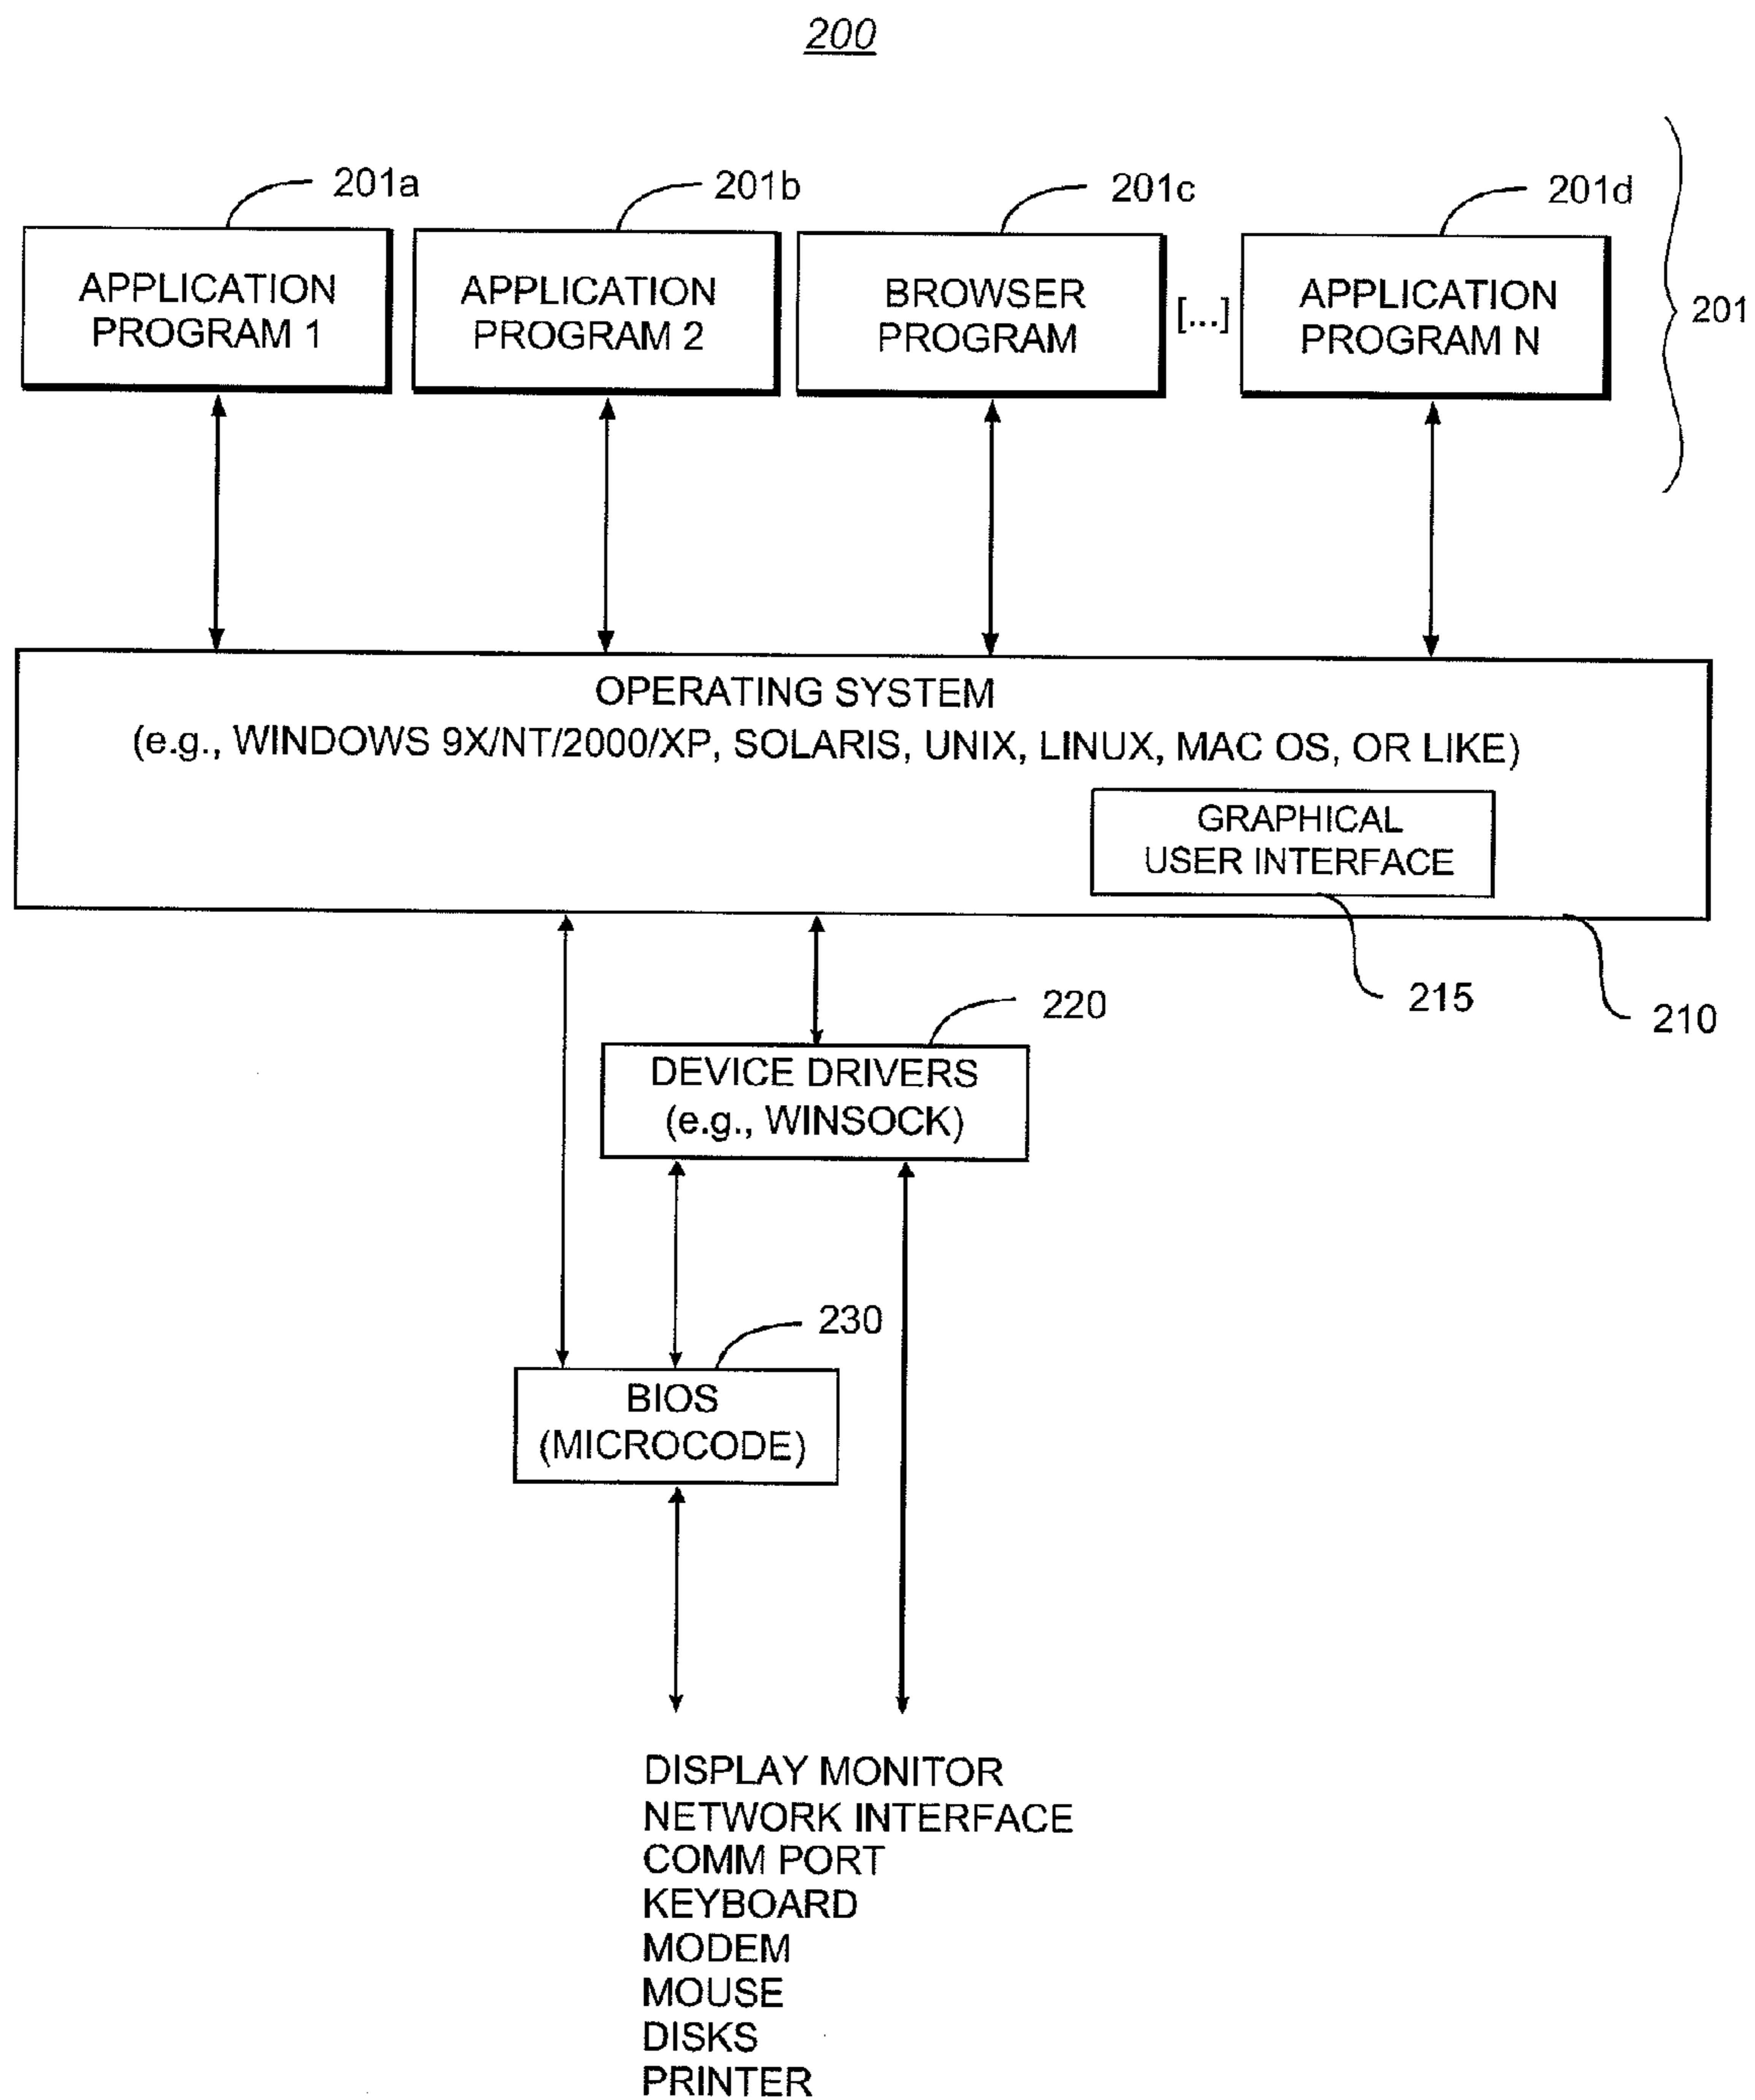 200
201a
201b
201c
201d
APPLICATION
PROGRAM 1
APPLICATION
PROGRAM 2
BROWSER
PROGRAM
[...]
APPLICATION
PROGRAM N
201
OPERATING SYSTEM
(e.g., WINDOWS 9X/NT/2000/XP, SOLARIS, UNIX, LINUX, MAC OS, OR LIKE)
GRAPHICAL
USER INTERFACE
215
210
220
DEVICE DRIVERS
(e.g., WINSOCK)
230
BIOS
(MICROCODE)
DISPLAY MONITOR
NETWORK INTERFACE
COMM PORT
KEYBOARD
MODEM
MOUSE
DISKS
PRINTER